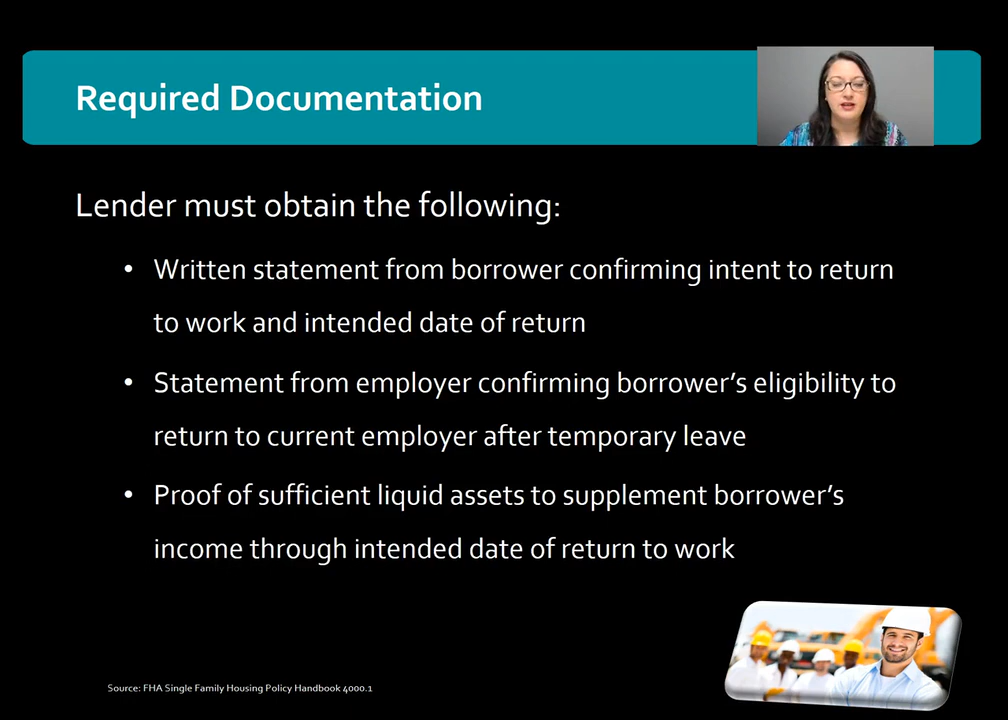 Required Documentation
Lender must obtain the following:
• Written statement from borrower confirming intent to return
to work and intended date of return
• Statement from employer confirming borrower’s eligibility to
return to current employer after temporary leave
• Proof of sufficient liquid assets to supplement borrower’s
income through intended date of return to work
Source: FHA Single Family Housing Policy Handbook 4000.1